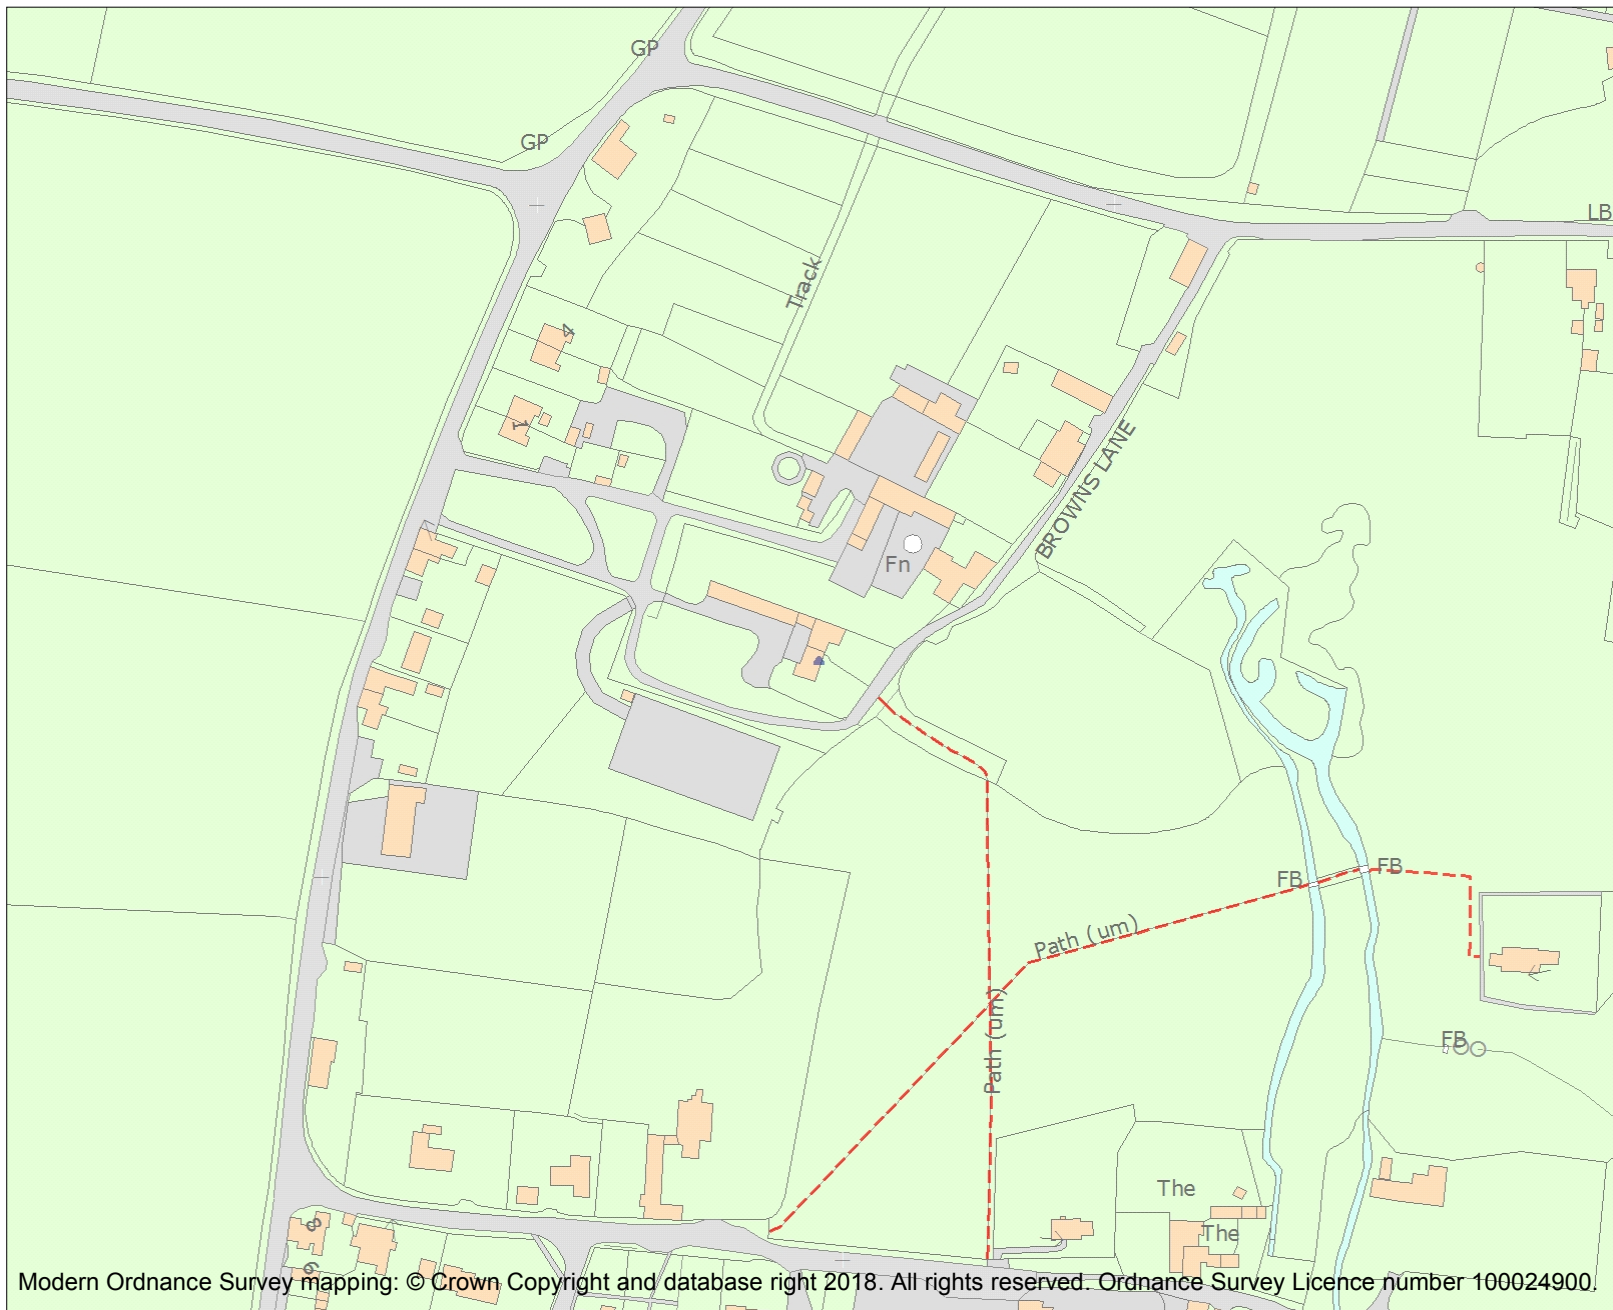 GP
GP
LB
Track
4
1
BROWNS LANE
Fn
FB
FB
Path (um)
Path (um)
FB
The
The
8
6
Modern Ordnance Survey mapping: © Crown Copyright and database right 2018. All rights reserved. Ordnance Survey Licence number 100024900.